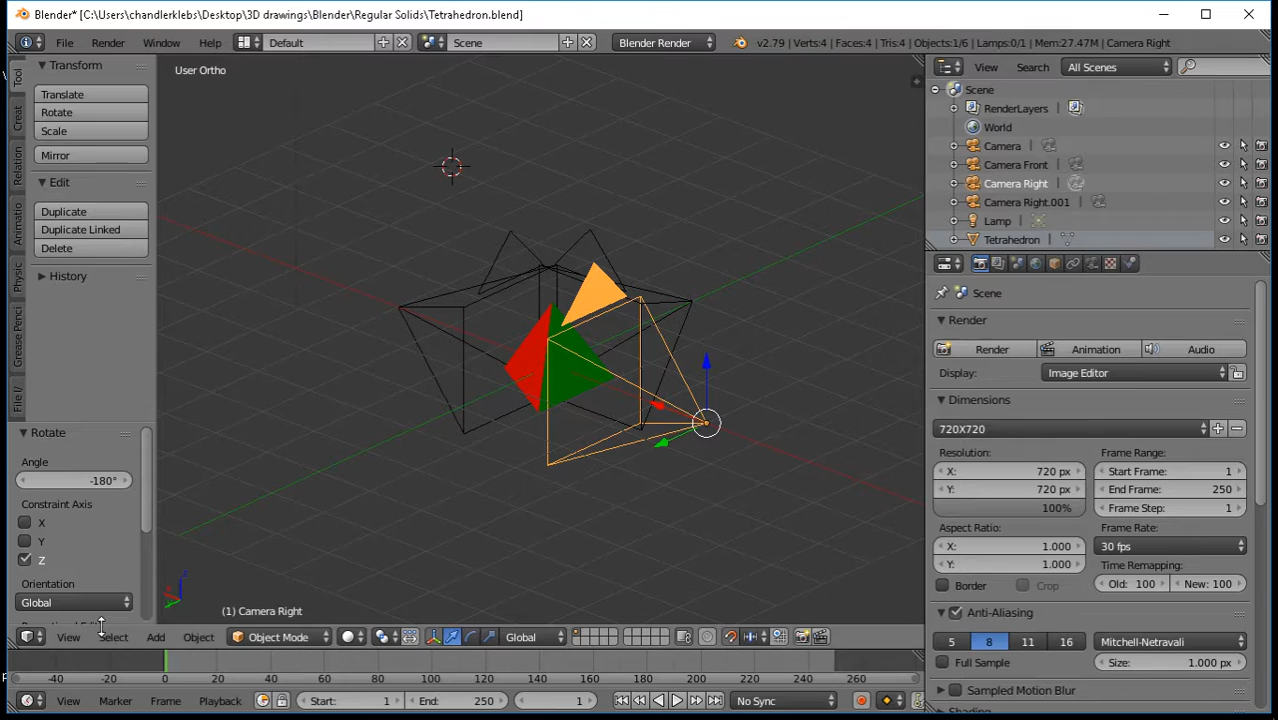 Blender* [C:\Users\chandlerklebs\Desktop\3D drawings\Blender\Regular Solids\Tetrahedron.blend]
File Render Window Help Default Scene Blender Render v2.79 | Verts:4 | Faces:4 | Tris:4 | Objects:1/6 | Lamps:0/1 | Mem:27.47M | Camera Right
Tool
Creat
Relation
Animatio
Physic
Grease Penci
File I/
Transform
Translate
Rotate
Scale
Mirror
Edit
Duplicate
Duplicate Linked
Delete
History
Rotate
Angle
-180°
Constraint Axis
X
Y
Z
Orientation
Global
User Ortho
(1) Camera Right
View Select Add Object Object Mode Global
-40 -20 0 20 40 60 80 100 120 140 160 180 200 220 240 260
View Marker Frame Playback Start: 1 End: 250 1 No Sync
View Search All Scenes
Scene
RenderLayers
World
Camera
Camera Front
Camera Right
Camera Right.001
Lamp
Tetrahedron
Scene
Render
Render Animation Audio
Display: Image Editor
Dimensions
720X720
Resolution: Frame Range:
X: 720 px Start Frame: 1
Y: 720 px End Frame: 250
100% Frame Step: 1
Aspect Ratio: Frame Rate:
X: 1.000 30 fps
Y: 1.000 Time Remapping:
Border Crop Old: 100 New: 100
Anti-Aliasing
5 8 11 16 Mitchell-Netravali
Full Sample Size: 1.000 px
Sampled Motion Blur